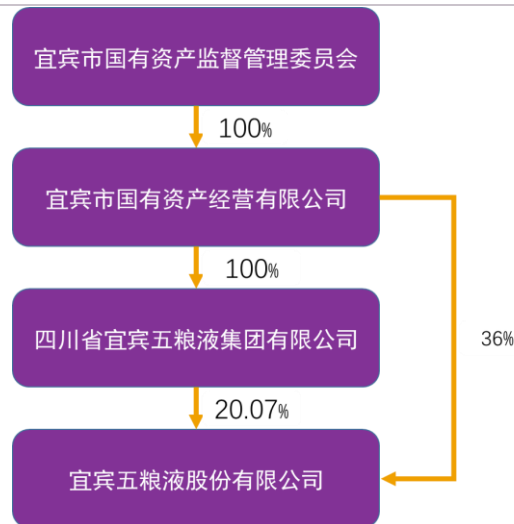 宜宾市国有资产监督管理委员会
100%
宜宾市国有资产经营有限公司
100%
四川省宜宾五粮液集团有限公司
36%
20.07%
宜宾五粮液股份有限公司